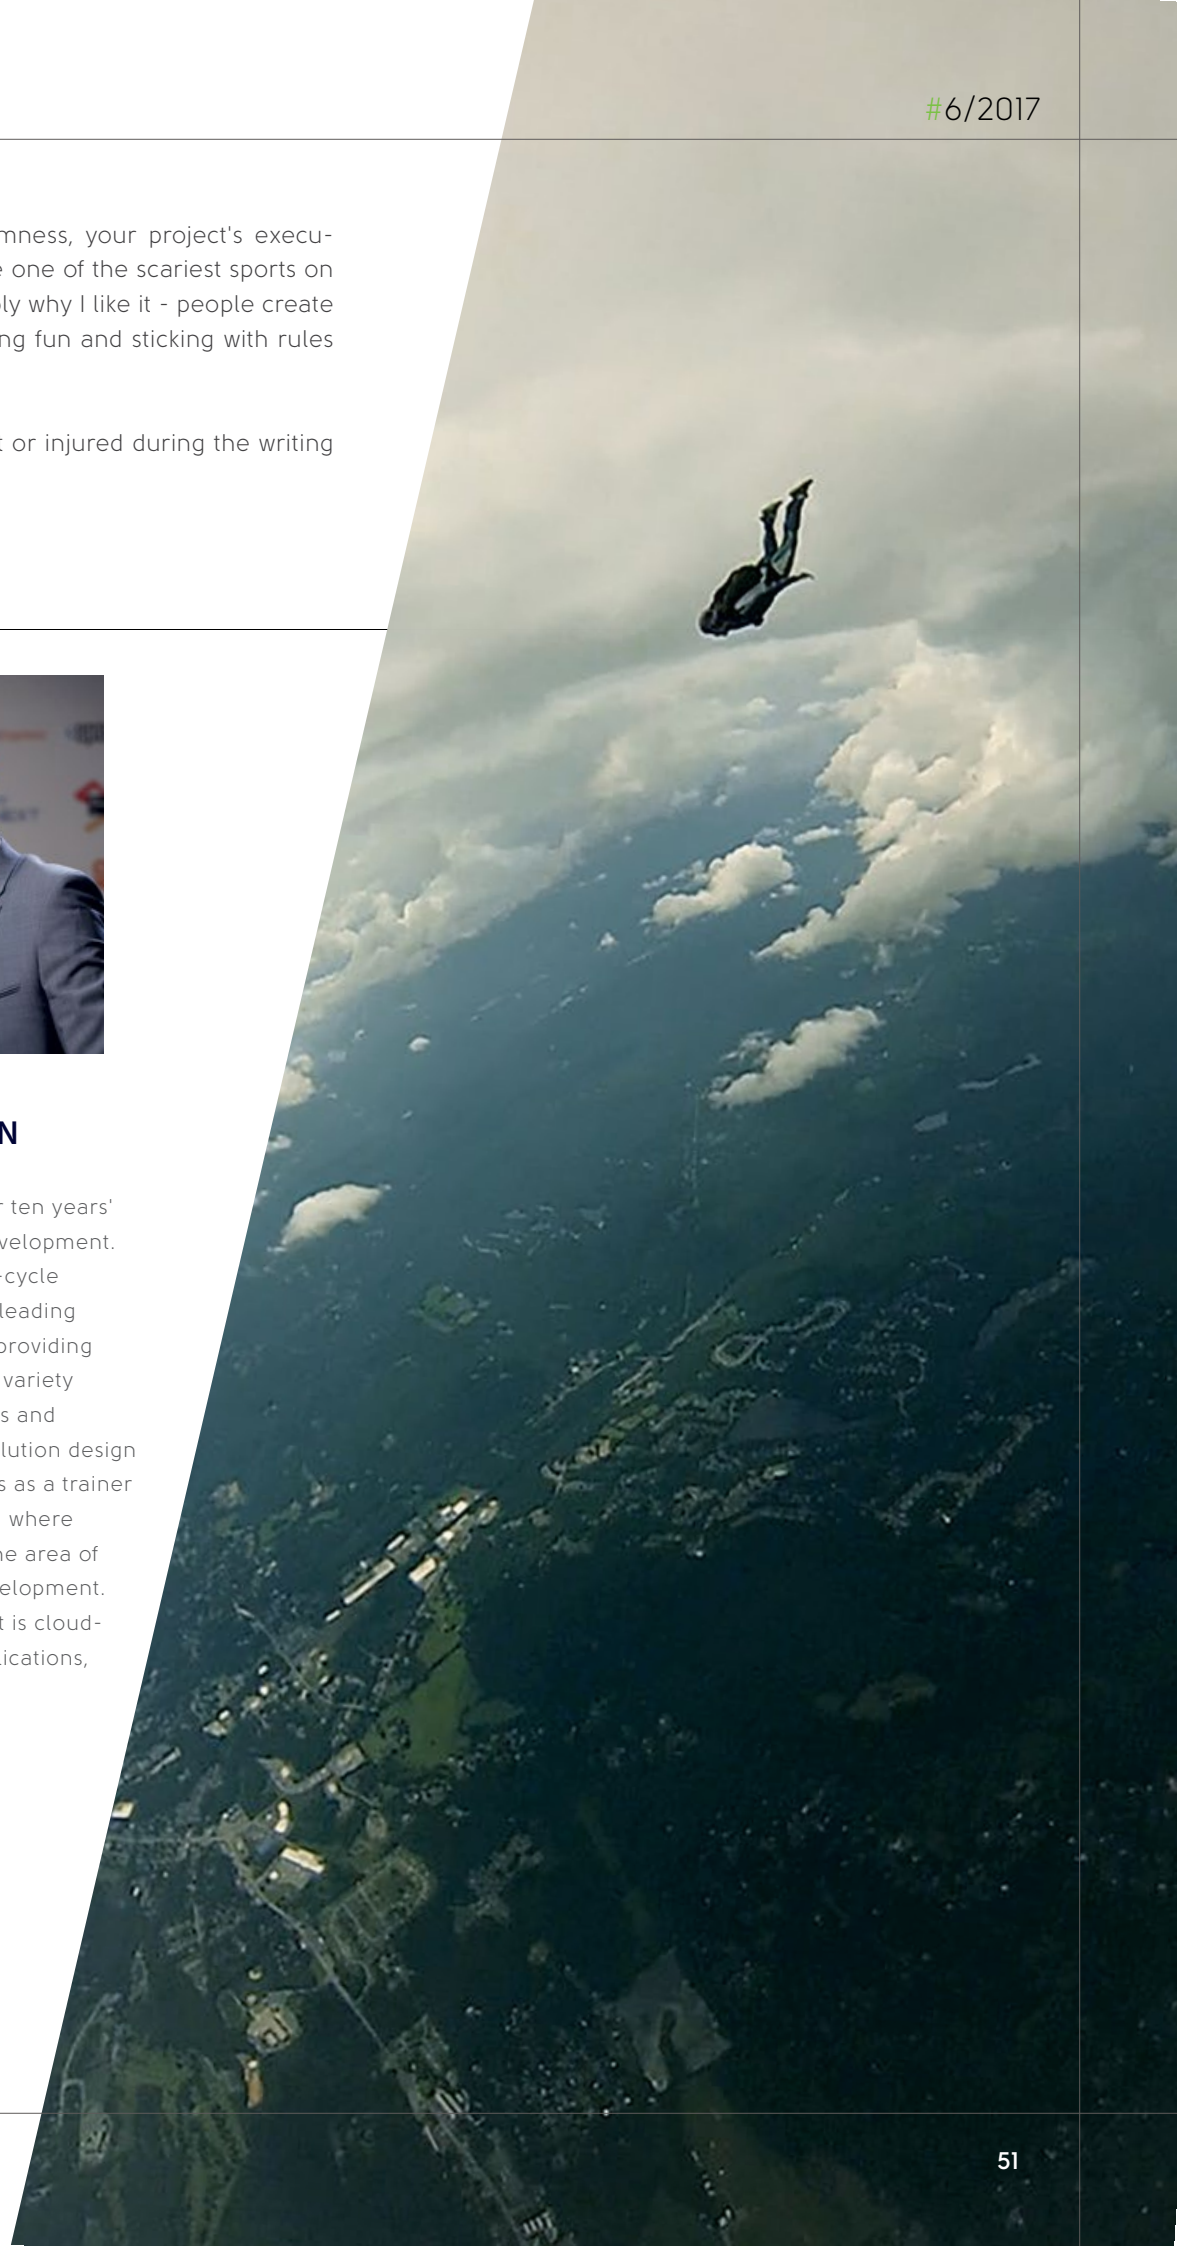 #6/2017
mness, your project's execu-
e one of the scariest sports on
ly why I like it - people create
ng fun and sticking with rules
t or injured during the writing
N
r ten years'
velopment.
-cycle
leading
providing
variety
s and
lution design
s as a trainer
where
he area of
elopment.
t is cloud-
lications,
51